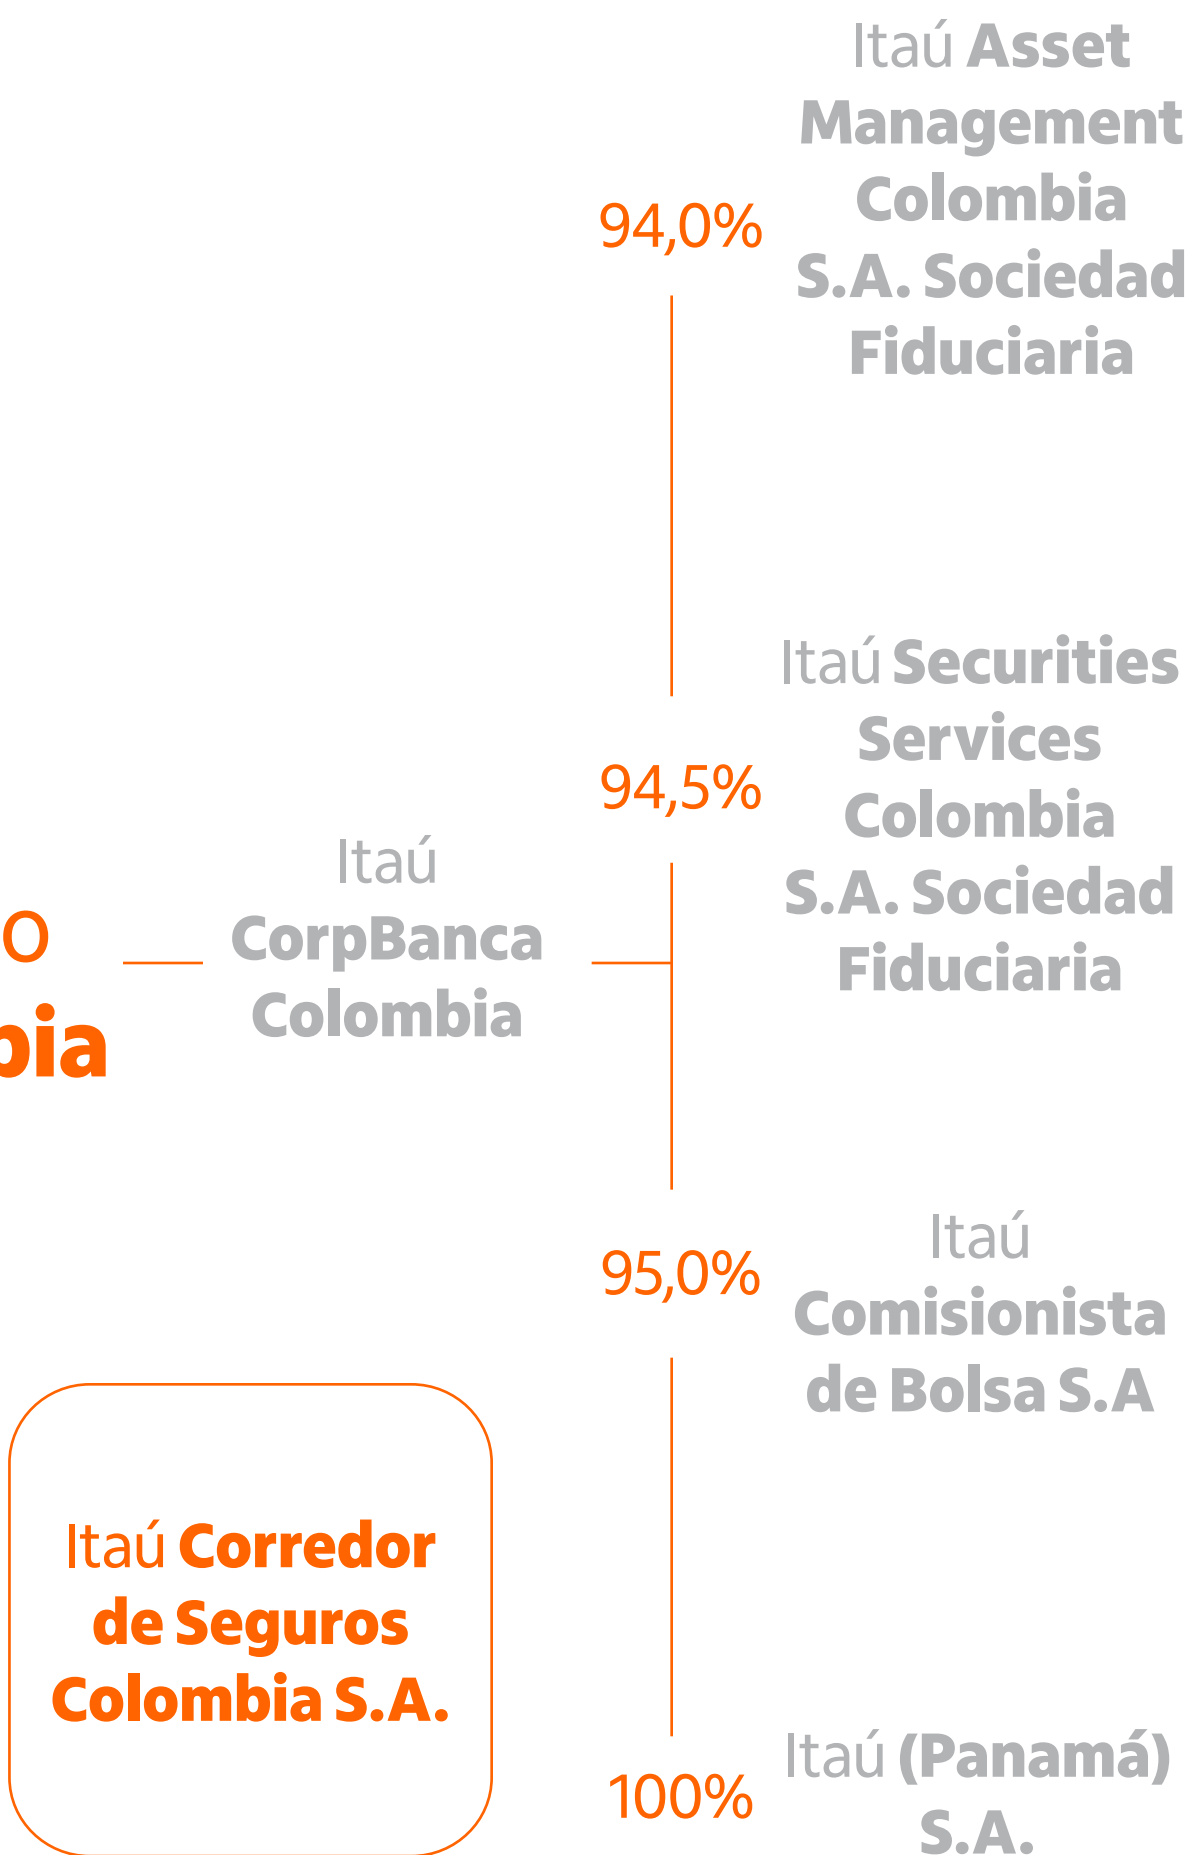 Itaú Asset
Management
Colombia
S.A. Sociedad
Fiduciaria
94,0%
Itaú Securities
Services
Colombia
S.A. Sociedad
Fiduciaria
94,5%
Itaú
CorpBanca
Colombia
Itaú
Comisionista
de Bolsa S.A
95,0%
Itaú Corredor
de Seguros
Colombia S.A.
Itaú (Panamá)
S.A.
100%